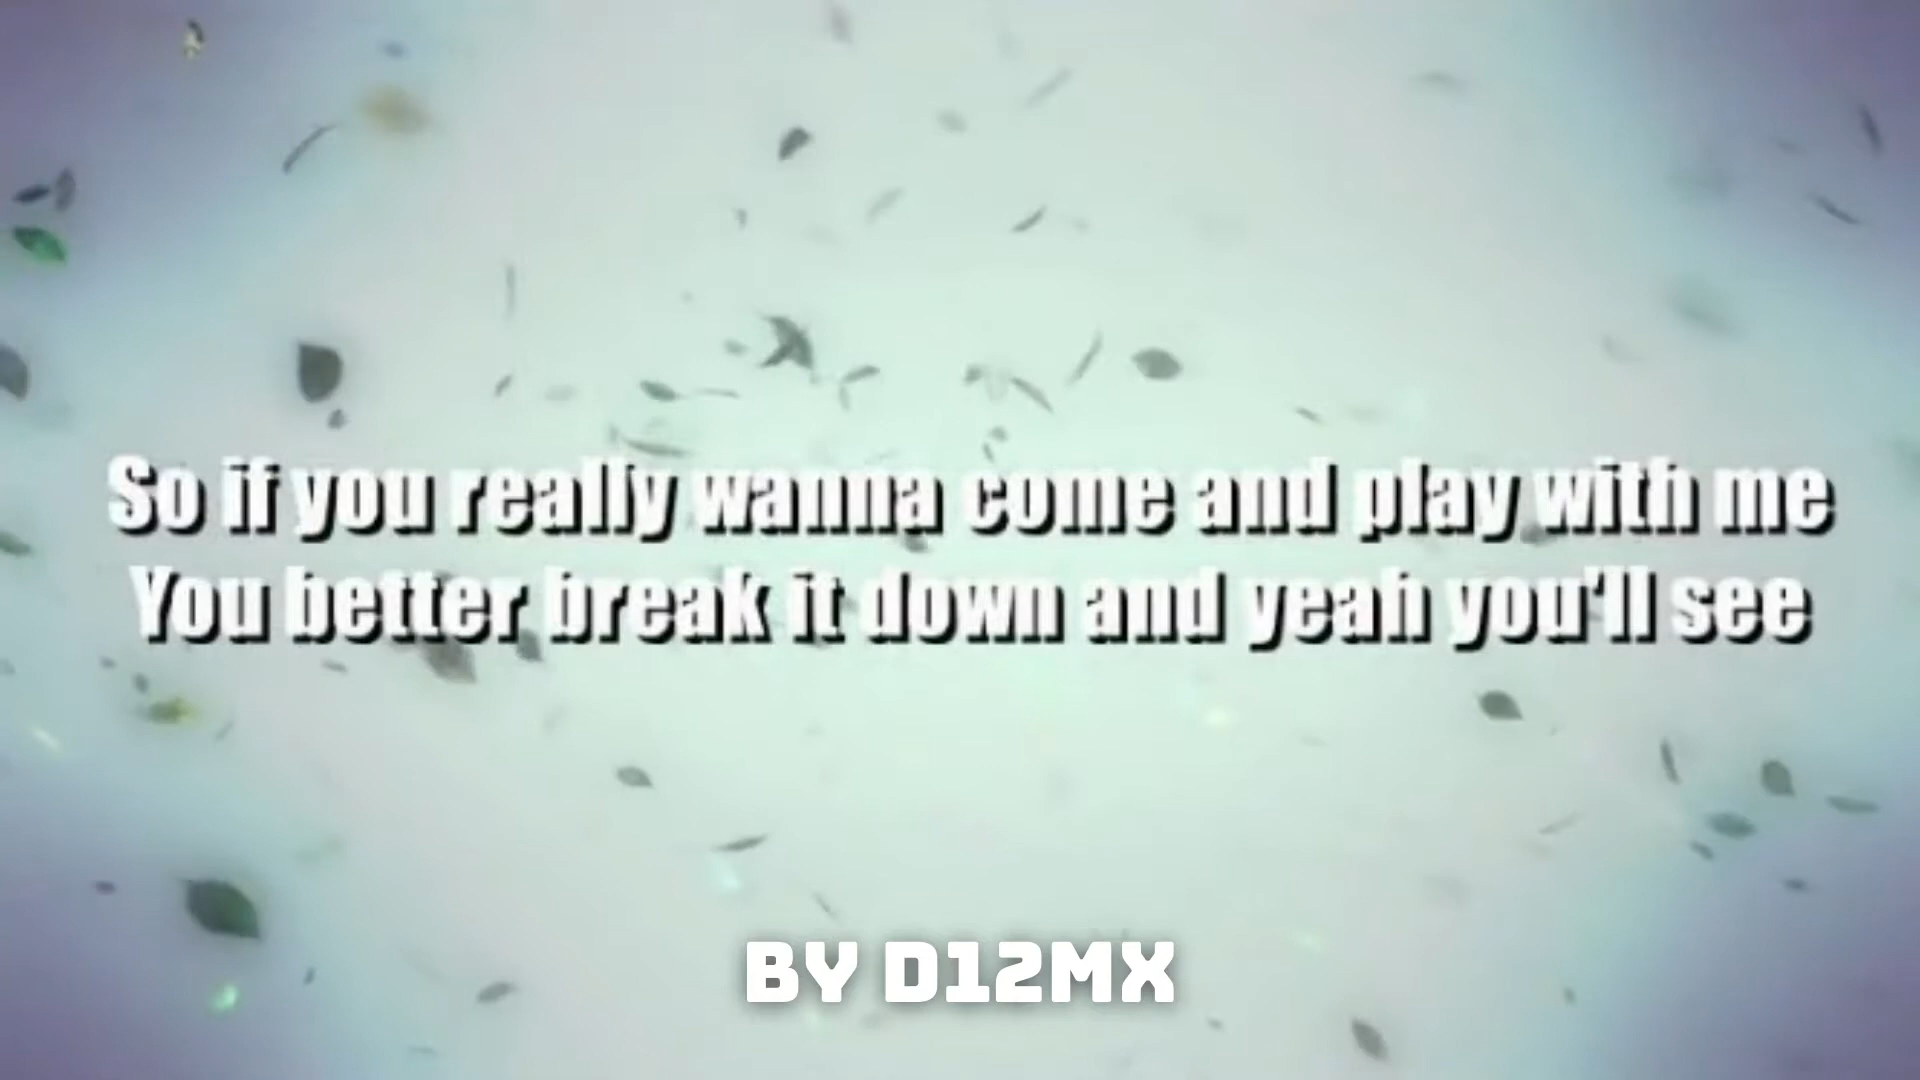 So if you really wanna come and play with me
You better break it down and yeah you'll see
BY D12MX